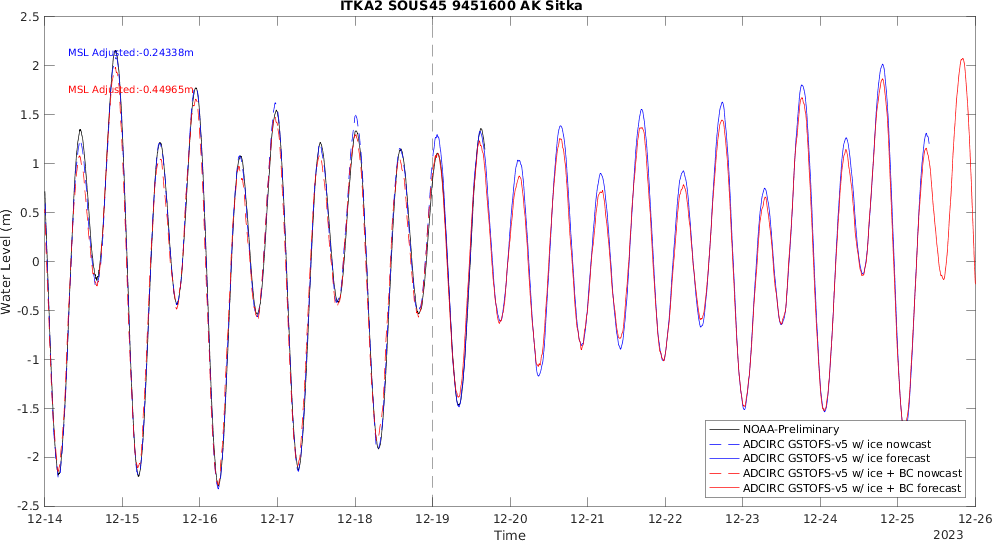 ITKA2 SOUS45 9451600 AK Sitka
2.5
2
1.5
1
0.5
0
-0.5
-1
-1.5
-2
-2.5
Water Level (m)
MSL Adjusted:-0.24338m
MSL Adjusted:-0.44965m
NOAA-Preliminary
ADCIRC GSTOFS-v5 w/ ice nowcast
ADCIRC GSTOFS-v5 w/ ice forecast
ADCIRC GSTOFS-v5 w/ ice + BC nowcast
ADCIRC GSTOFS-v5 w/ ice + BC forecast
12-14 12-15 12-16 12-17 12-18 12-19 12-20 12-21 12-22 12-23 12-24 12-25 12-26
Time
2023